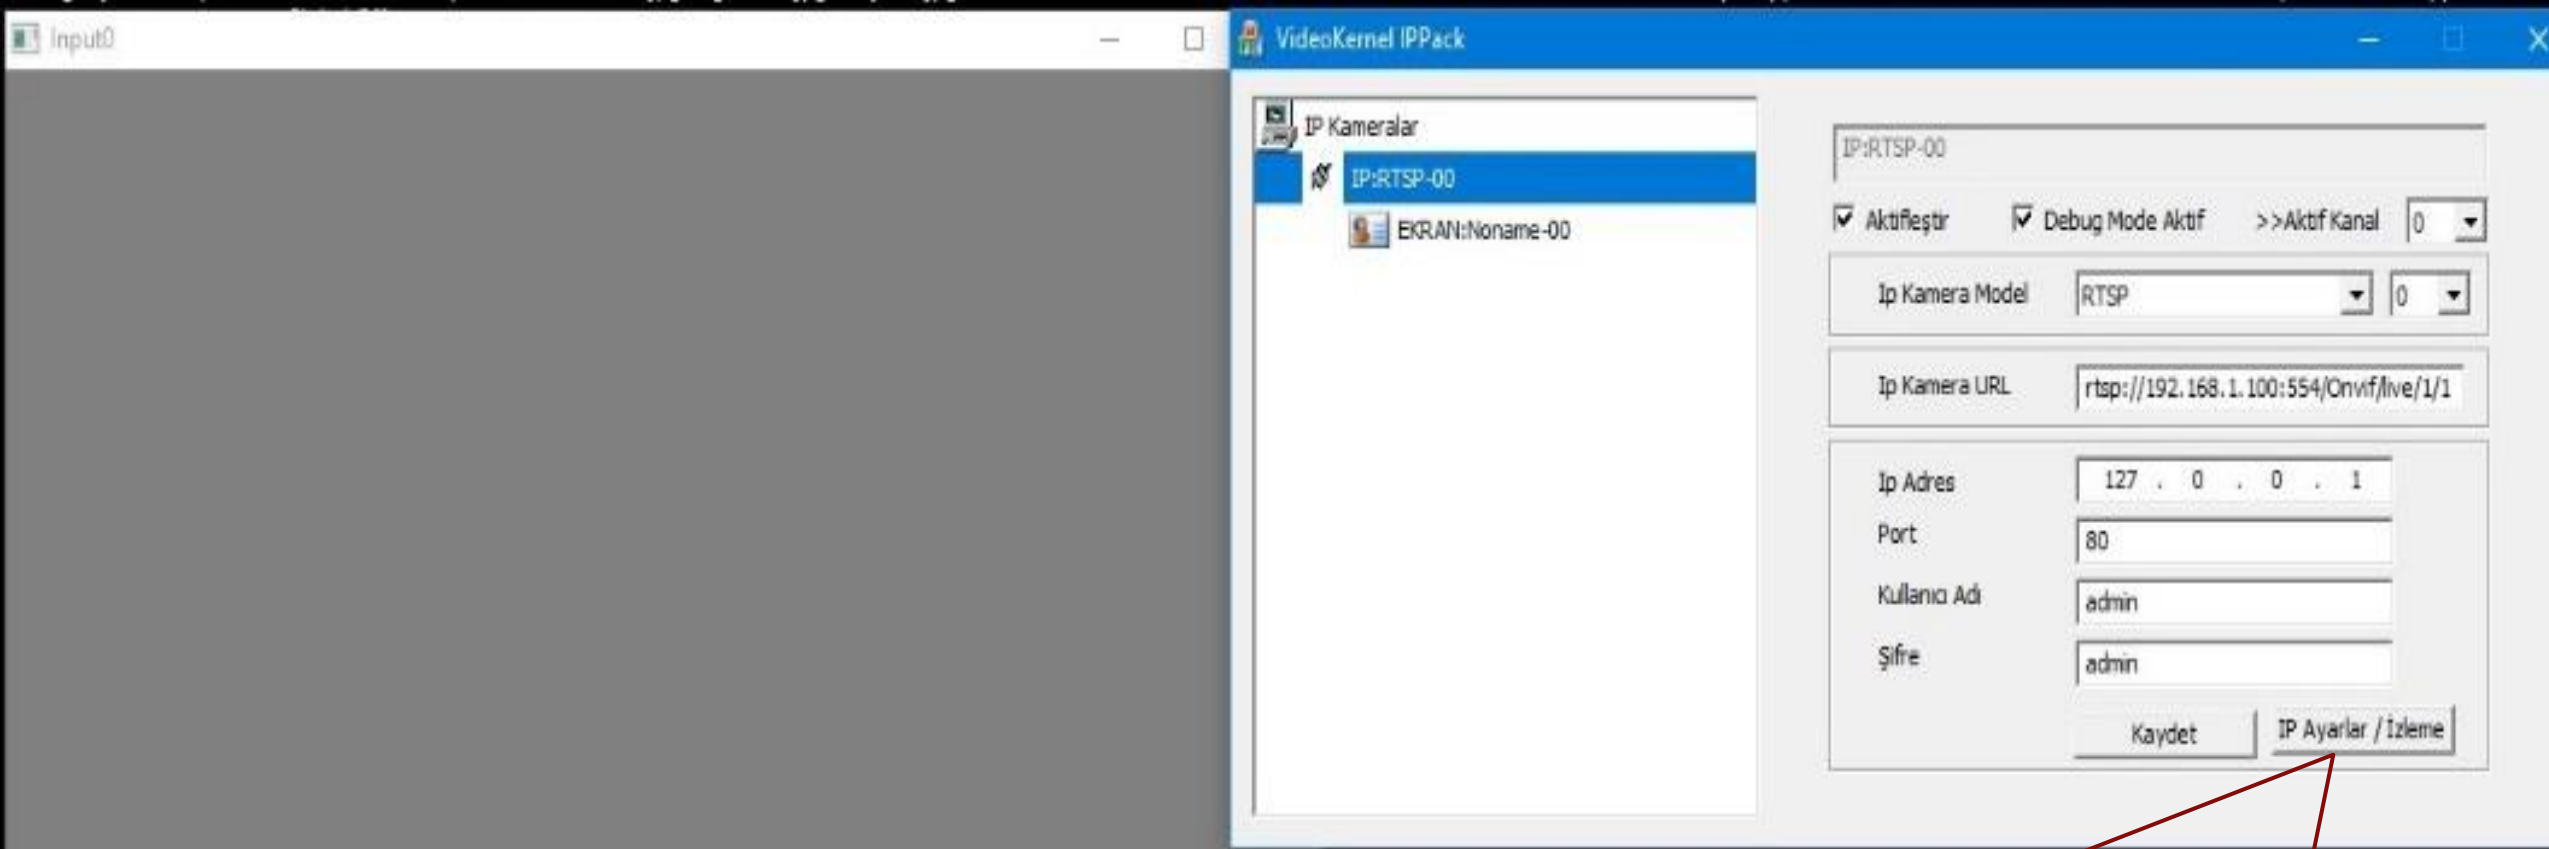 Input0
VideoKernel IPPack
IP Kameralar
IP:RTSP-00
EKRAN:Noname-00
IP:RTSP-00
Aktifleştir Debug Mode Aktif >>Aktif Kanal 0
Ip Kamera Model RTSP 0
Ip Kamera URL rtsp://192.168.1.100:554/Onvif/live/1/1
Ip Adres 127 . 0 . 0 . 1
Port 80
Kullanıcı Adı admin
Şifre admin
Kaydet IP Ayarlar / İzleme